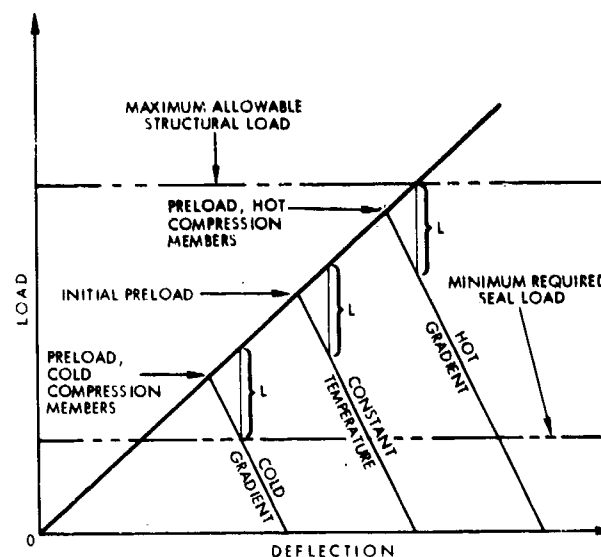 MAXIMUM ALLOWABLE
STRUCTURAL LOAD
PRELOAD, HOT
COMPRESSION
MEMBERS
L
MINIMUM REQUIRED
SEAL LOAD
INITIAL PRELOAD
L
LOAD
HOT
GRADIENT
PRELOAD,
COLD
COMPRESSION
MEMBERS
L
CONSTANT
TEMPERATURE
COLD
GRADIENT
0
DEFLECTION